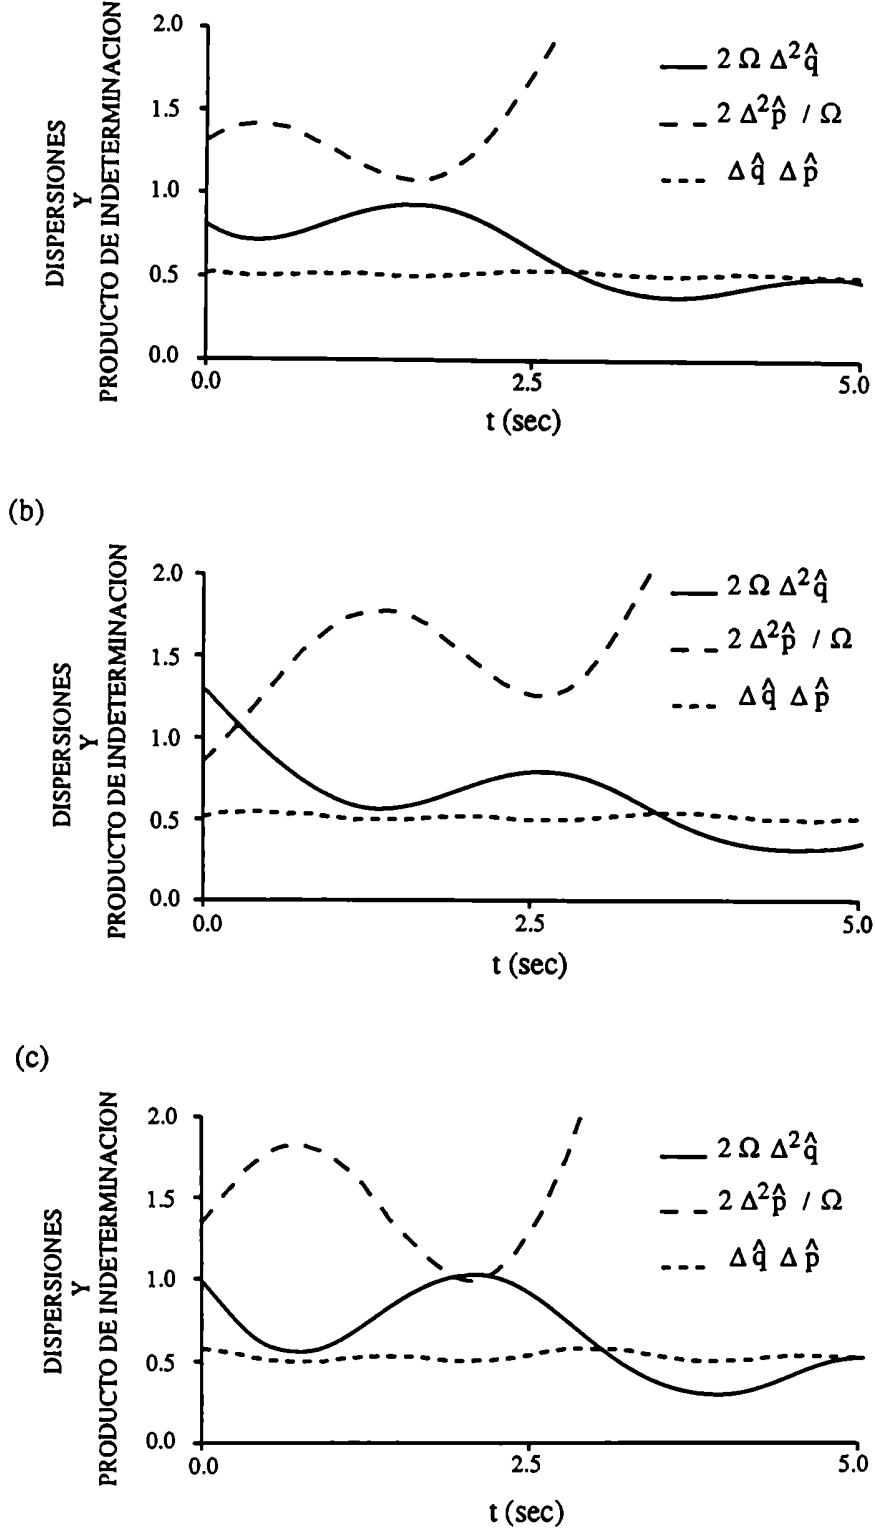 2.0
1.5
1.0
0.5
0.0
DISPERSIONES
Y
PRODUCTO DE INDETERMINACION
2 Ω Δ²q̂
2 Δ²p̂ / Ω
Δq̂ Δp̂
0.0 2.5 5.0
t (sec)
(b)
2.0
1.5
1.0
0.5
0.0
DISPERSIONES
Y
PRODUCTO DE INDETERMINACION
2 Ω Δ²q̂
2 Δ²p̂ / Ω
Δq̂ Δp̂
0.0 2.5 5.0
t (sec)
(c)
2.0
1.5
1.0
0.5
0.0
DISPERSIONES
Y
PRODUCTO DE INDETERMINACION
2 Ω Δ²q̂
2 Δ²p̂ / Ω
Δq̂ Δp̂
0.0 2.5 5.0
t (sec)